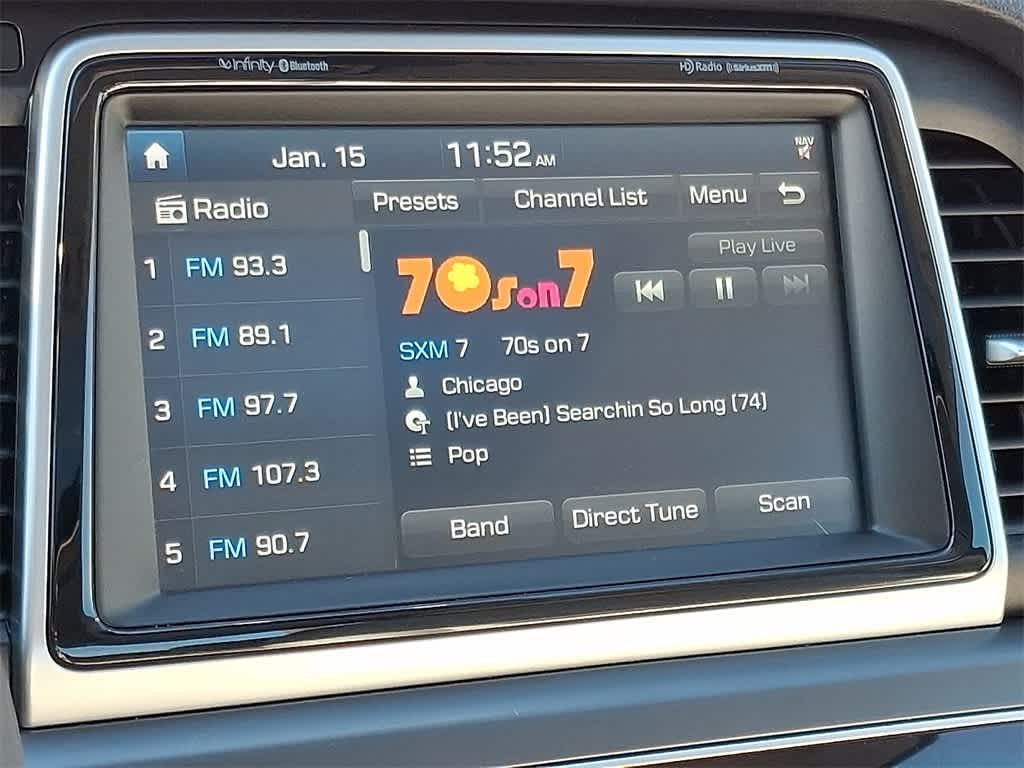 Infinity Bluetooth
HD Radio ((SiriusXM))
Jan. 15 11:52 AM NAV
Radio Presets Channel List Menu
Play Live
1 FM 93.3
70s on 7
2 FM 89.1
SXM 7 70s on 7
Chicago
3 FM 97.7
(I've Been) Searchin So Long (74)
4 FM 107.3
Pop
5 FM 90.7
Band Direct Tune Scan